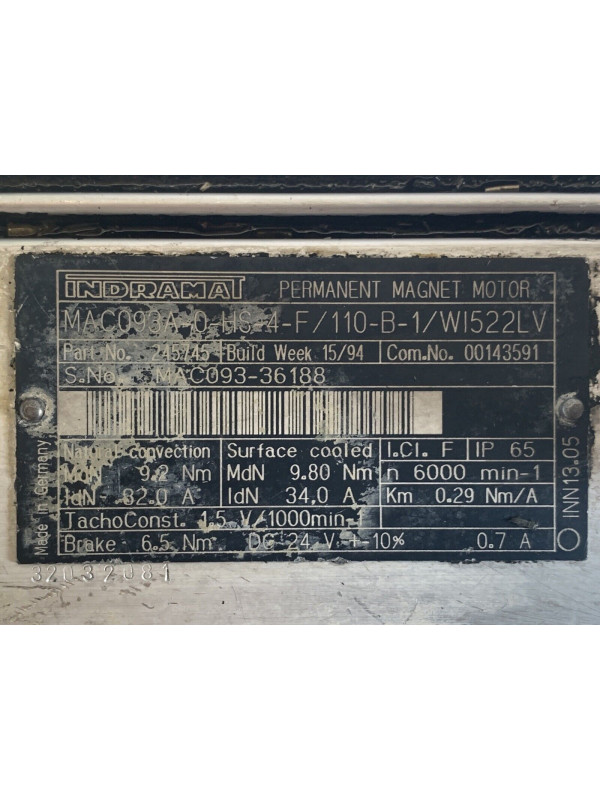 INDRAMAT PERMANENT MAGNET MOTOR
MAC093A-0-HS-4-F/110-B-1/WI522LV
Part No. 245745 Build Week 15/94 Com.No. 00143591
S.No. MAC093-36188
Natural convection Surface cooled I.Cl. F IP 65
MdN 9.2 Nm MdN 9.80 Nm n 6000 min-1
IdN 32.0 A IdN 34.0 A Km 0.29 Nm/A
TachoConst. 1.5 V/1000min-1
Brake 6.5 Nm DC 24 V +-10% 0.7 A
Made in Germany
INN13.05
32032081